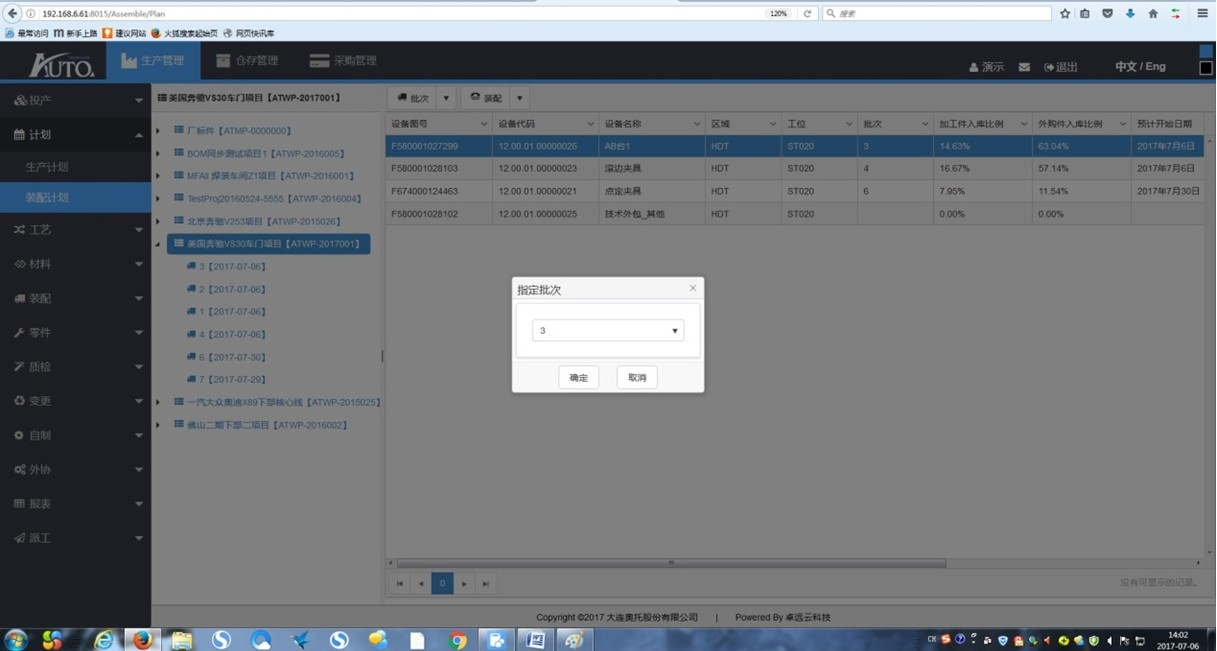 192.168.6.61:8015/Assemble/Plan
120%
搜索
最常访问 新手上路 建议网站 火狐搜索起始页 网页快讯库
AUTO.
生产管理 仓存管理 采购管理
演示 退出 中文 / Eng
投产
计划
生产计划
装配计划
工艺
材料
装配
零件
质检
变更
自制
外协
报表
派工
美国奔驰VS30车门项目【ATWP-2017001】
厂标件【ATMP-0000000】
BOM同步测试项目1【ATWP-2016005】
MFAII 焊装车间Z1项目【ATWP-2016001】
TestProj20160524-5555【ATWP-2016004】
北京奔驰V253项目【ATWP-2015026】
美国奔驰VS30车门项目【ATWP-2017001】
3【2017-07-06】
2【2017-07-06】
1【2017-07-06】
4【2017-07-06】
6【2017-07-30】
7【2017-07-29】
一汽大众奥迪X89下部核心线【ATWP-2015025】
佛山二期下部二项目【ATWP-2016002】
批次 装配
设备图号 设备代码 设备名称 区域 工位 批次 加工件入库比例 外购件入库比例 预计开始日期
F580001027299 12.00.01.00000026 AB台1 HDT ST020 3 14.63% 63.04% 2017年7月6日
F580001028103 12.00.01.00000023 滚边夹具 HDT ST020 4 16.67% 57.14% 2017年7月6日
F674000124463 12.00.01.00000021 点定夹具 HDT ST020 6 7.95% 11.54% 2017年7月30日
F580001028102 12.00.01.00000025 技术外包_其他 HDT ST020 0.00% 0.00%
指定批次
3
确定 取消
0
没有可显示的记录。
Copyright ©2017 大连奥托股份有限公司 | Powered By 卓远云科技
CH
14:02
2017-07-06